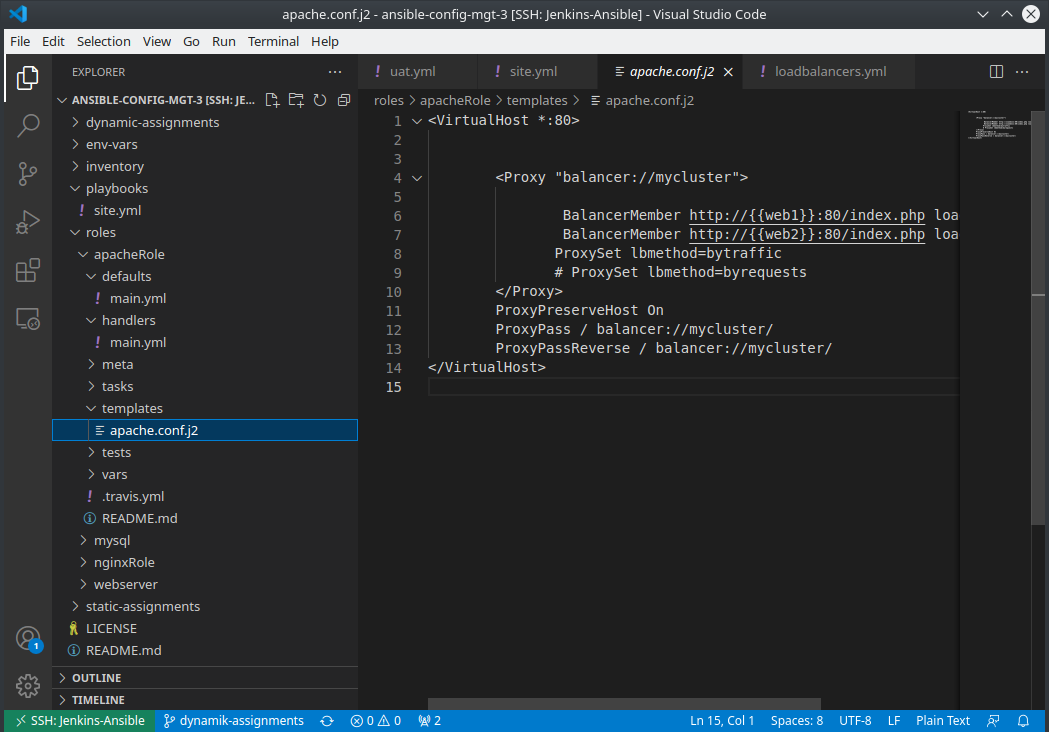 apache.conf.j2 - ansible-config-mgt-3 [SSH: Jenkins-Ansible] - Visual Studio Code
File Edit Selection View Go Run Terminal Help
EXPLORER
ANSIBLE-CONFIG-MGT-3 [SSH: JE...
dynamic-assignments
env-vars
inventory
playbooks
! site.yml
roles
apacheRole
defaults
! main.yml
handlers
! main.yml
meta
tasks
templates
apache.conf.j2
tests
vars
! .travis.yml
README.md
mysql
nginxRole
webserver
static-assignments
LICENSE
README.md
OUTLINE
TIMELINE
1
! uat.yml ! site.yml apache.conf.j2 ! loadbalancers.yml
roles > apacheRole > templates > apache.conf.j2
1 <VirtualHost *:80>
2
3
4 <Proxy "balancer://mycluster">
5
6 BalancerMember http://{{web1}}:80/index.php loa
7 BalancerMember http://{{web2}}:80/index.php loa
8 ProxySet lbmethod=bytraffic
9 # ProxySet lbmethod=byrequests
10 </Proxy>
11 ProxyPreserveHost On
12 ProxyPass / balancer://mycluster/
13 ProxyPassReverse / balancer://mycluster/
14 </VirtualHost>
15
SSH: Jenkins-Ansible dynamik-assignments 0 0 2 Ln 15, Col 1 Spaces: 8 UTF-8 LF Plain Text